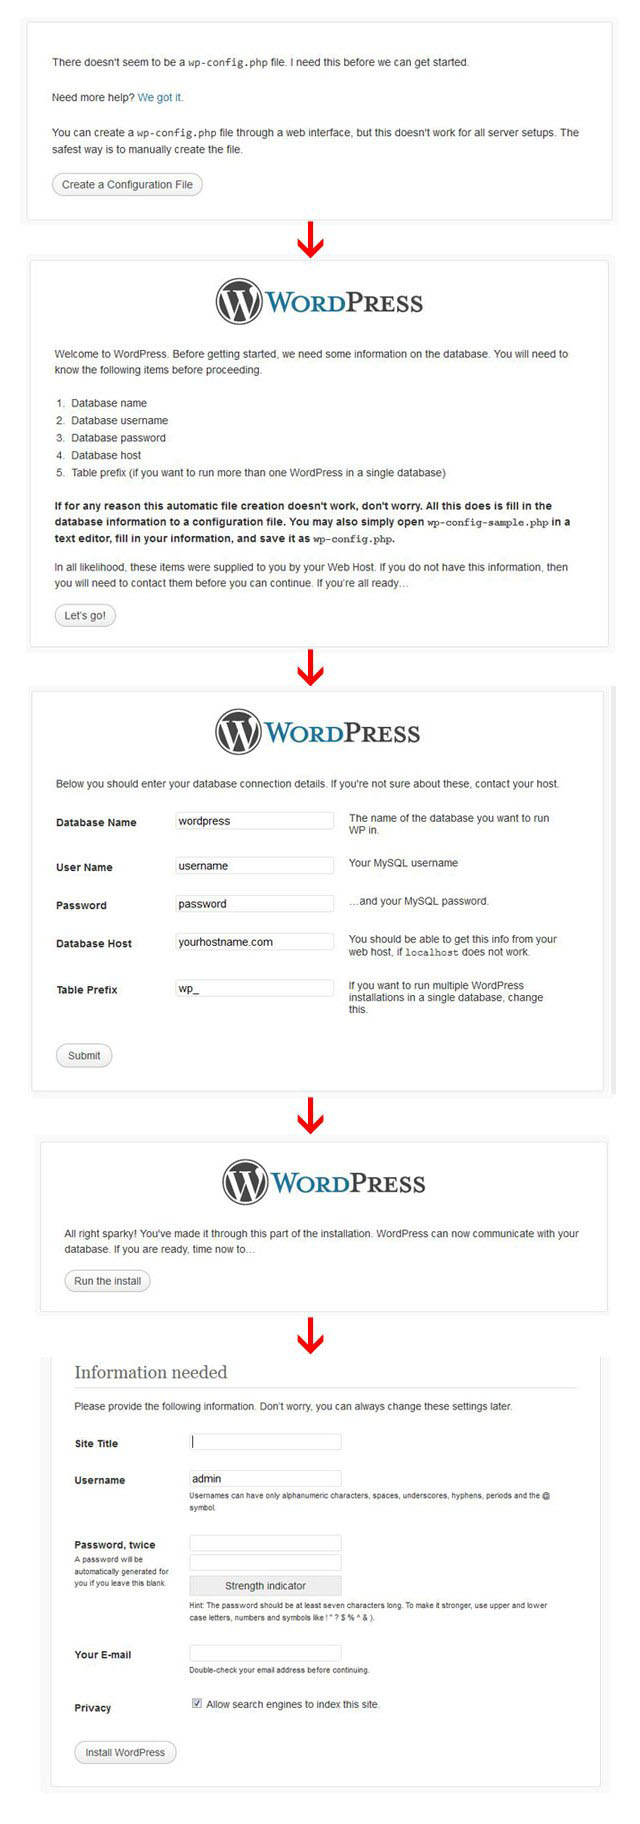 There doesn't seem to be a wp-config.php file. I need this before we can get started.
Need more help? We got it.
You can create a wp-config.php file through a web interface, but this doesn't work for all server setups. The
safest way is to manually create the file.
Create a Configuration File
WORDPRESS
Welcome to WordPress. Before getting started, we need some information on the database. You will need to
know the following items before proceeding.
1. Database name
2. Database username
3. Database password
4. Database host
5. Table prefix (if you want to run more than one WordPress in a single database)
If for any reason this automatic file creation doesn't work, don't worry. All this does is fill in the
database information to a configuration file. You may also simply open wp-config-sample.php in a
text editor, fill in your information, and save it as wp-config.php.
In all likelihood, these items were supplied to you by your Web Host. If you do not have this information, then
you will need to contact them before you can continue. If you're all ready…
Let's go!
WORDPRESS
Below you should enter your database connection details. If you're not sure about these, contact your host.
Database Name wordpress The name of the database you want to run
WP in.
User Name username Your MySQL username
Password password …and your MySQL password.
Database Host yourhostname.com You should be able to get this info from your
web host, if localhost does not work.
Table Prefix wp_ If you want to run multiple WordPress
installations in a single database, change
this.
Submit
WORDPRESS
All right sparky! You've made it through this part of the installation. WordPress can now communicate with your
database. If you are ready, time now to…
Run the install
Information needed
Please provide the following information. Don't worry, you can always change these settings later.
Site Title
Username admin
Usernames can have only alphanumeric characters, spaces, underscores, hyphens, periods and the @
symbol.
Password, twice
A password will be
automatically generated for
you if you leave this blank.
Strength indicator
Hint: The password should be at least seven characters long. To make it stronger, use upper and lower
case letters, numbers and symbols like ! " ? $ % ^ & ).
Your E-mail
Double-check your email address before continuing.
Privacy Allow search engines to index this site.
Install WordPress